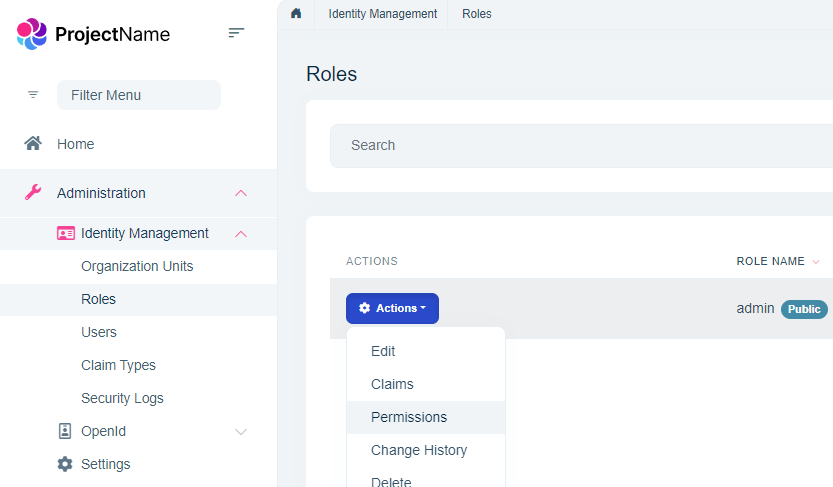 ProjectName
Identity Management
Roles
Filter Menu
Home
Administration
Identity Management
Organization Units
Roles
Users
Claim Types
Security Logs
OpenId
Settings
Roles
Search
ACTIONS
ROLE NAME
Actions
admin Public
Edit
Claims
Permissions
Change History
Delete